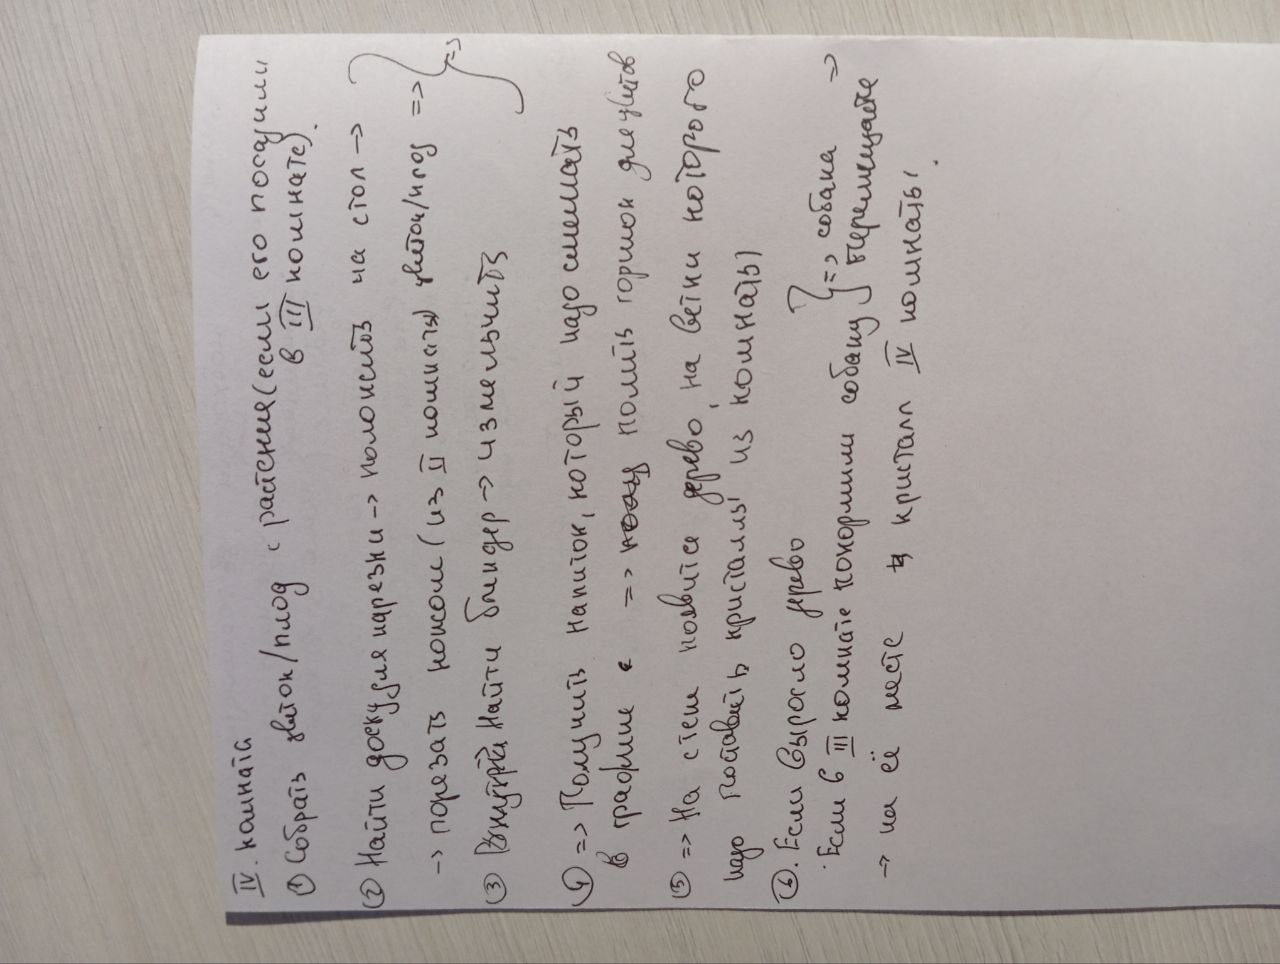 IV. комната
① Собрать цветок/плод с растение (если его посадили
в III комнате).
② Найти доску для нарезки -> положить на стол ->
-> порезать ножом (из II комнаты) цветок/плод =>
③ Внутри Найти блендер -> измельчить
=>
④ => Получить напиток, который надо смешать
в графине => полить горшок для цветов
⑤ => На стене появится дерево, на ветки которого
надо поставить кристаллы из комнаты
⑥. Если выросло дерево
· Если в III комнате покормили собаку => собака =>
перемещается
-> на её месте кристалл IV комнаты.